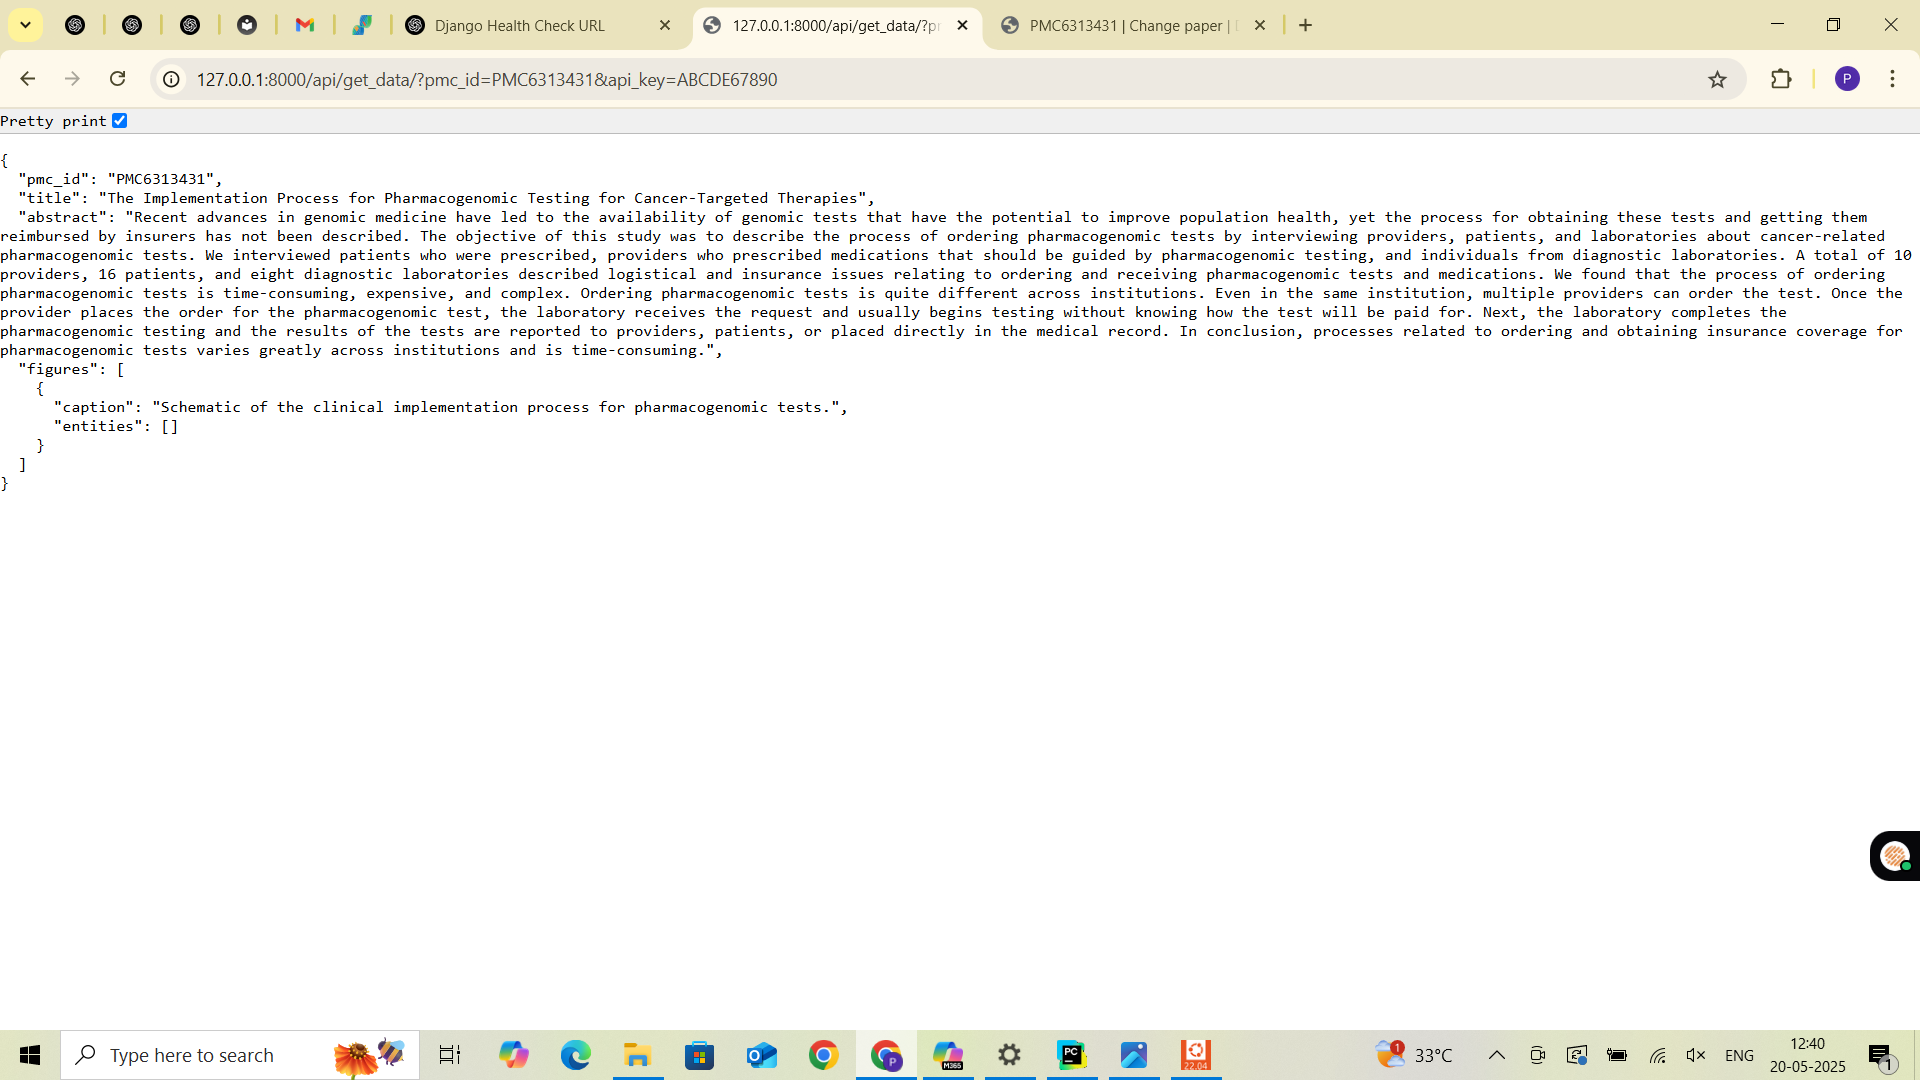 Django Health Check URL
127.0.0.1:8000/api/get_data/?p
PMC6313431 | Change paper |
127.0.0.1:8000/api/get_data/?pmc_id=PMC6313431&api_key=ABCDE67890
P
Pretty print
{
"pmc_id": "PMC6313431",
"title": "The Implementation Process for Pharmacogenomic Testing for Cancer-Targeted Therapies",
"abstract": "Recent advances in genomic medicine have led to the availability of genomic tests that have the potential to improve population health, yet the process for obtaining these tests and getting them
reimbursed by insurers has not been described. The objective of this study was to describe the process of ordering pharmacogenomic tests by interviewing providers, patients, and laboratories about cancer-related
pharmacogenomic tests. We interviewed patients who were prescribed, providers who prescribed medications that should be guided by pharmacogenomic testing, and individuals from diagnostic laboratories. A total of 10
providers, 16 patients, and eight diagnostic laboratories described logistical and insurance issues relating to ordering and receiving pharmacogenomic tests and medications. We found that the process of ordering
pharmacogenomic tests is time-consuming, expensive, and complex. Ordering pharmacogenomic tests is quite different across institutions. Even in the same institution, multiple providers can order the test. Once the
provider places the order for the pharmacogenomic test, the laboratory receives the request and usually begins testing without knowing how the test will be paid for. Next, the laboratory completes the
pharmacogenomic testing and the results of the tests are reported to providers, patients, or placed directly in the medical record. In conclusion, processes related to ordering and obtaining insurance coverage for
pharmacogenomic tests varies greatly across institutions and is time-consuming.",
"figures": [
{
"caption": "Schematic of the clinical implementation process for pharmacogenomic tests.",
"entities": []
}
]
}
Type here to search
P
M365
PC
22.04
1
33°C
ENG
12:40
20-05-2025
1